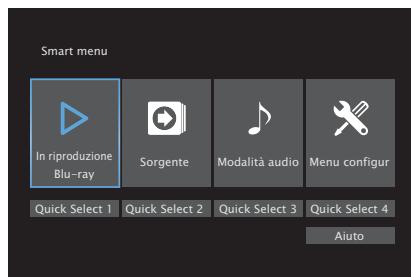 Smart menu
In riproduzione
Blu-ray
Sorgente
Modalità audio
Menu configur
Quick Select 1
Quick Select 2
Quick Select 3
Quick Select 4
Aiuto